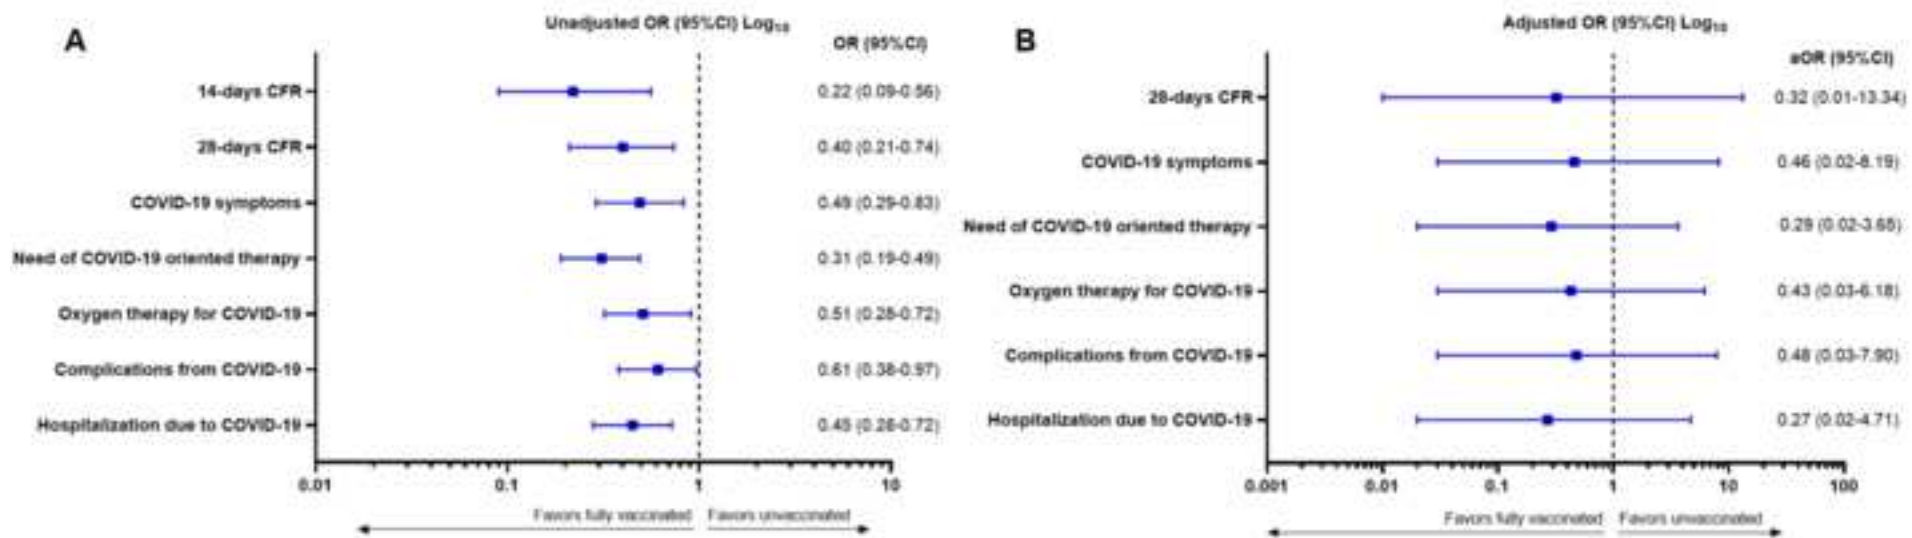 A
Unadjusted OR (95%CI) Log10
OR (95%CI)
14-days CFR
0.22 (0.09-0.56)
28-days CFR
0.40 (0.21-0.74)
COVID-19 symptoms
0.49 (0.29-0.83)
Need of COVID-19 oriented therapy
0.31 (0.19-0.49)
Oxygen therapy for COVID-19
0.51 (0.28-0.72)
Complications from COVID-19
0.61 (0.38-0.97)
Hospitalization due to COVID-19
0.45 (0.28-0.72)
0.01 0.1 1 10
Favors fully vaccinated Favors unvaccinated
B
Adjusted OR (95%CI) Log10
aOR (95%CI)
28-days CFR
0.32 (0.01-13.34)
COVID-19 symptoms
0.46 (0.02-8.19)
Need of COVID-19 oriented therapy
0.29 (0.02-3.65)
Oxygen therapy for COVID-19
0.43 (0.03-6.18)
Complications from COVID-19
0.48 (0.03-7.90)
Hospitalization due to COVID-19
0.27 (0.02-4.71)
0.001 0.01 0.1 1 10 100
Favors fully vaccinated Favors unvaccinated